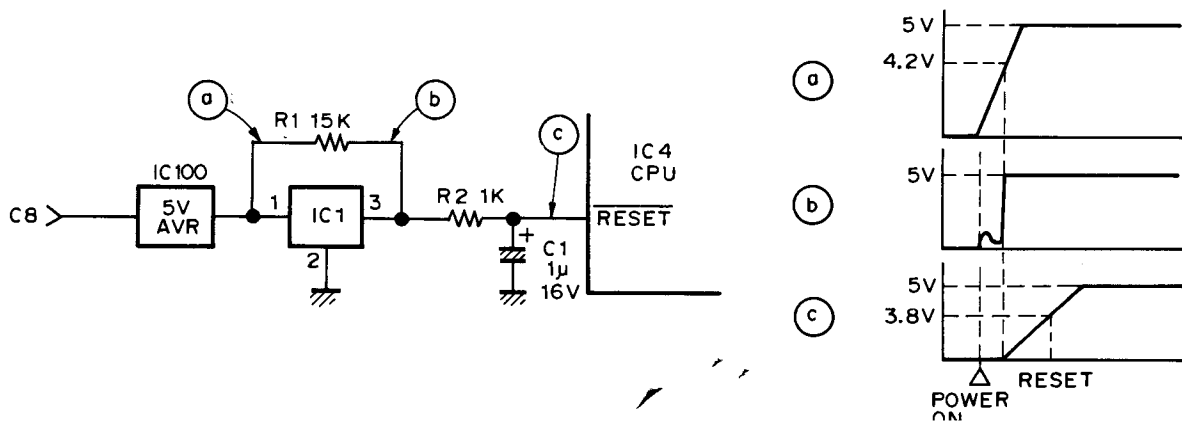 a
b
R1 15K
IC100
5V
AVR
C8
1
IC1
3
2
R2 1K
c
+
C1
1µ
16V
IC4
CPU
RESET
a
5V
4.2V
b
5V
c
5V
3.8V
RESET
POWER
ON